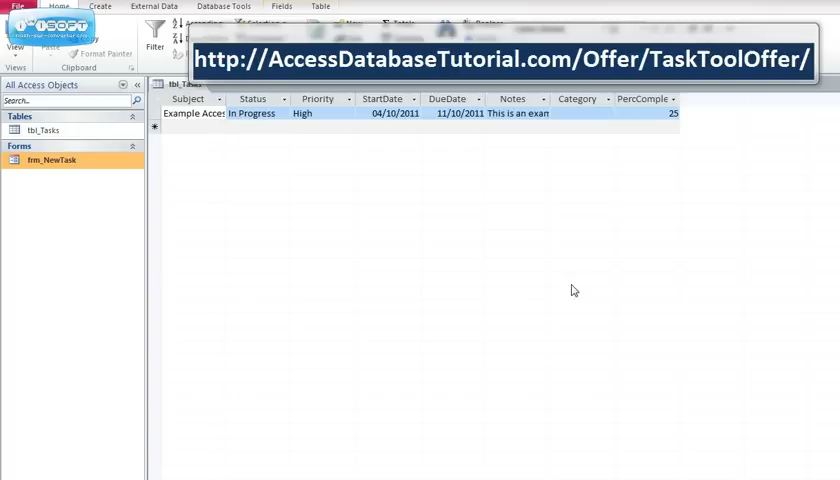 File Home Create External Data Database Tools Fields Table
SOFT
View
Format Painter
Filter
http://AccessDatabaseTutorial.com/Offer/TaskToolOffer/
Views Clipboard
All Access Objects
tbl_Tasks
Search...
Subject Status Priority StartDate DueDate Notes Category PercComple
Tables
Example Acces In Progress High 04/10/2011 11/10/2011 This is an exam 25
tbl_Tasks
Forms
frm_NewTask